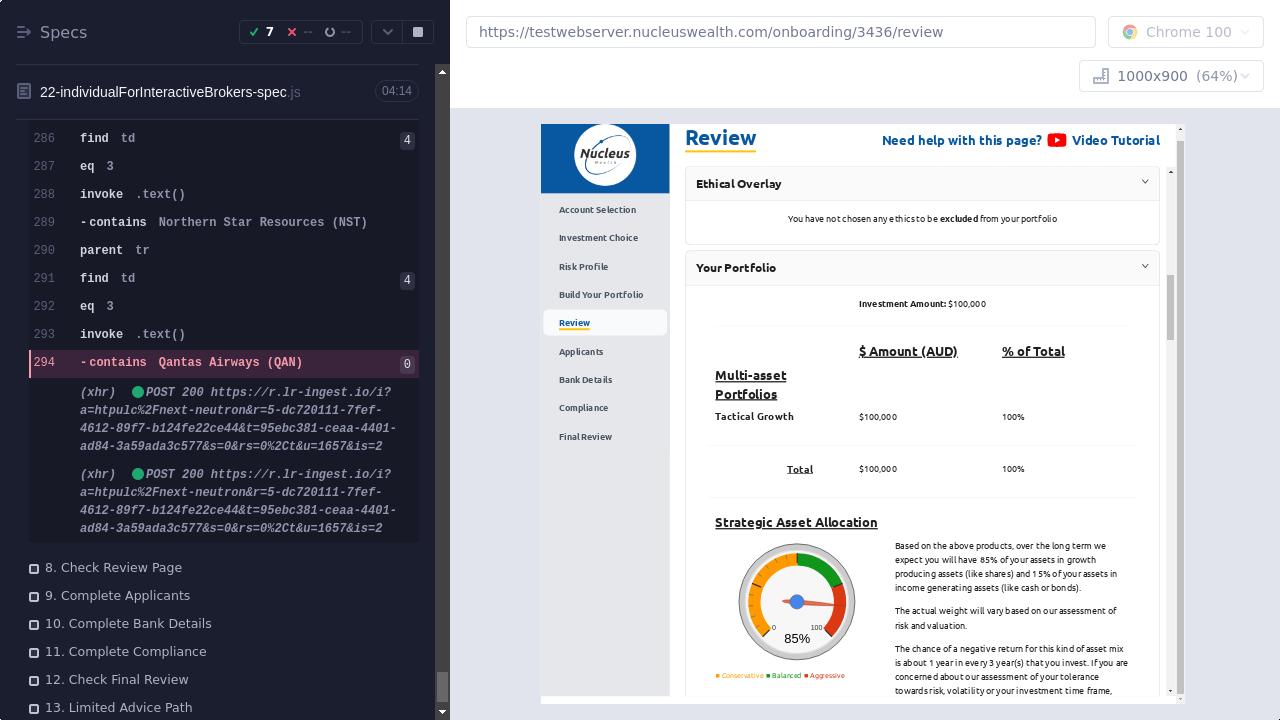 Specs
7
--
--
22-individualForInteractiveBrokers-spec.js
04:14
286 find td 4
287 eq 3
288 invoke .text()
289 -contains Northern Star Resources (NST)
290 parent tr
291 find td 4
292 eq 3
293 invoke .text()
294 -contains Qantas Airways (QAN) 0
(xhr) POST 200 https://r.lr-ingest.io/i?
a=htpulc%2Fnext-neutron&r=5-dc720111-7fef-
4612-89f7-b124fe22ce44&t=95ebc381-ceaa-4401-
ad84-3a59ada3c577&s=0&rs=0%2Ct&u=1657&is=2
(xhr) POST 200 https://r.lr-ingest.io/i?
a=htpulc%2Fnext-neutron&r=5-dc720111-7fef-
4612-89f7-b124fe22ce44&t=95ebc381-ceaa-4401-
ad84-3a59ada3c577&s=0&rs=0%2Ct&u=1657&is=2
8. Check Review Page
9. Complete Applicants
10. Complete Bank Details
11. Complete Compliance
12. Check Final Review
13. Limited Advice Path
https://testwebserver.nucleuswealth.com/onboarding/3436/review
Chrome 100
1000x900 (64%)
Nucleus
Wealth
Account Selection
Investment Choice
Risk Profile
Build Your Portfolio
Review
Applicants
Bank Details
Compliance
Final Review
Review
Need help with this page? Video Tutorial
Ethical Overlay
You have not chosen any ethics to be excluded from your portfolio
Your Portfolio
Investment Amount: $100,000
$ Amount (AUD) % of Total
Multi-asset
Portfolios
Tactical Growth $100,000 100%
Total $100,000 100%
Strategic Asset Allocation
0 100
85%
Conservative Balanced Aggressive
Based on the above products, over the long term we
expect you will have 85% of your assets in growth
producing assets (like shares) and 15% of your assets in
income generating assets (like cash or bonds).
The actual weight will vary based on our assessment of
risk and valuation.
The chance of a negative return for this kind of asset mix
is about 1 year in every 3 year(s) that you invest. If you are
concerned about our assessment of your tolerance
towards risk, volatility or your investment time frame,